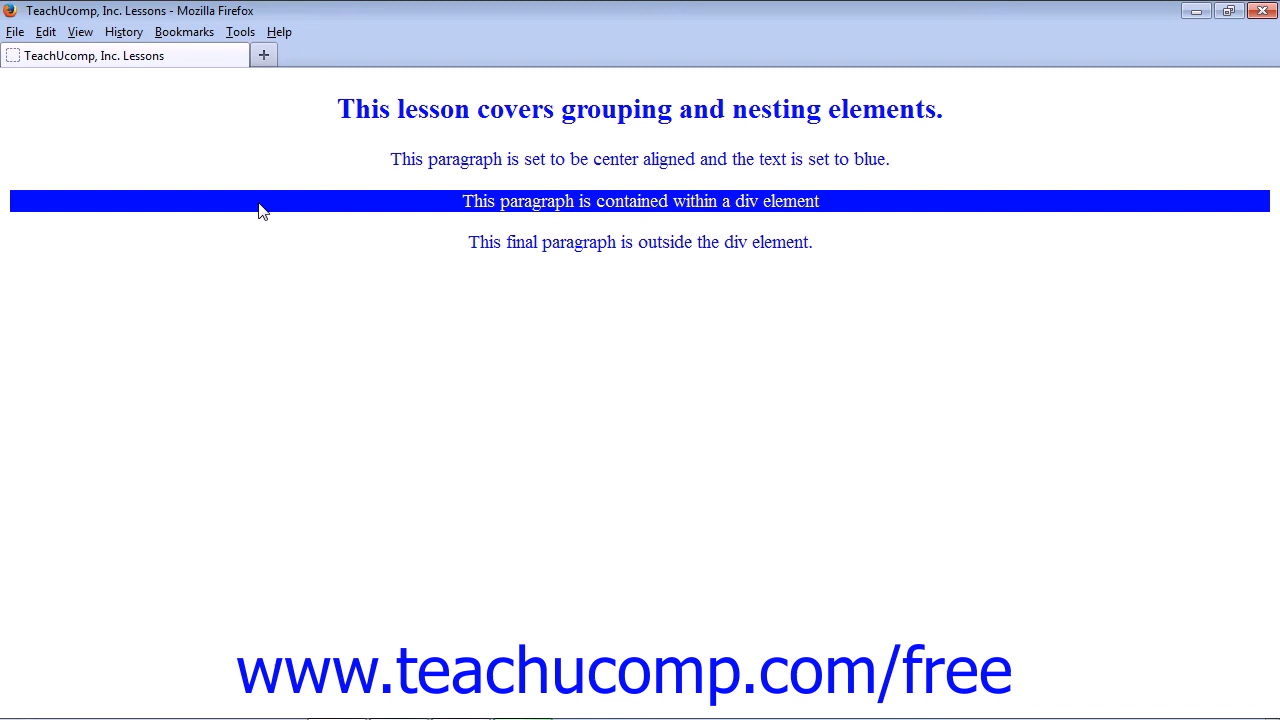 TeachUcomp, Inc. Lessons - Mozilla Firefox
File Edit View History Bookmarks Tools Help
TeachUcomp, Inc. Lessons
This lesson covers grouping and nesting elements.
This paragraph is set to be center aligned and the text is set to blue.
This paragraph is contained within a div element
This final paragraph is outside the div element.
www.teachucomp.com/free